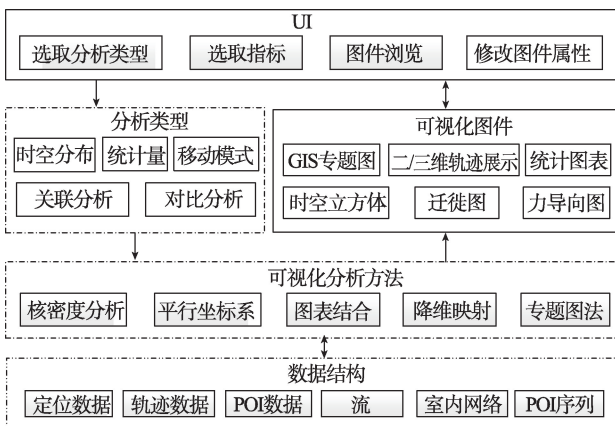 UI
选取分析类型 选取指标 图件浏览 修改图件属性
分析类型
时空分布 统计量 移动模式
关联分析 对比分析
可视化图件
GIS专题图 二/三维轨迹展示 统计图表
时空立方体 迁徙图 力导向图
可视化分析方法
核密度分析 平行坐标系 图表结合 降维映射 专题图法
数据结构
定位数据 轨迹数据 POI数据 流 室内网络 POI序列